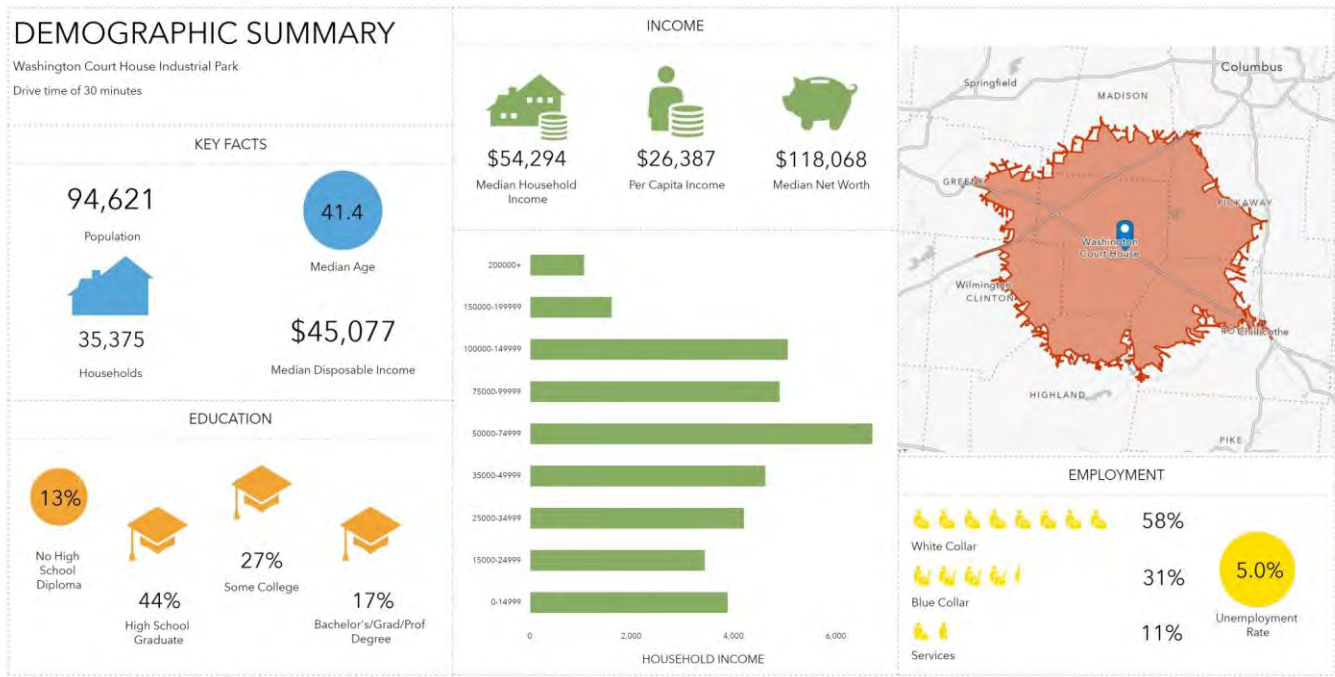 DEMOGRAPHIC SUMMARY
Washington Court House Industrial Park
Drive time of 30 minutes
KEY FACTS
94,621
Population
41.4
Median Age
35,375
Households
$45,077
Median Disposable Income
EDUCATION
13%
No High
School
Diploma
44%
High School
Graduate
27%
Some College
17%
Bachelor's/Grad/Prof
Degree
INCOME
$54,294
Median Household
Income
$26,387
Per Capita Income
$118,068
Median Net Worth
200000+
150000-199999
100000-149999
75000-99999
50000-74999
35000-49999
25000-34999
15000-24999
0-14999
0
2,000
4,000
6,000
HOUSEHOLD INCOME
Columbus
Springfield
MADISON
PICKAWAY
Washington
Court House
Wilmington
CLINTON
Chillicothe
HIGHLAND
PIKE
EMPLOYMENT
58%
White Collar
31%
Blue Collar
11%
Services
5.0%
Unemployment
Rate